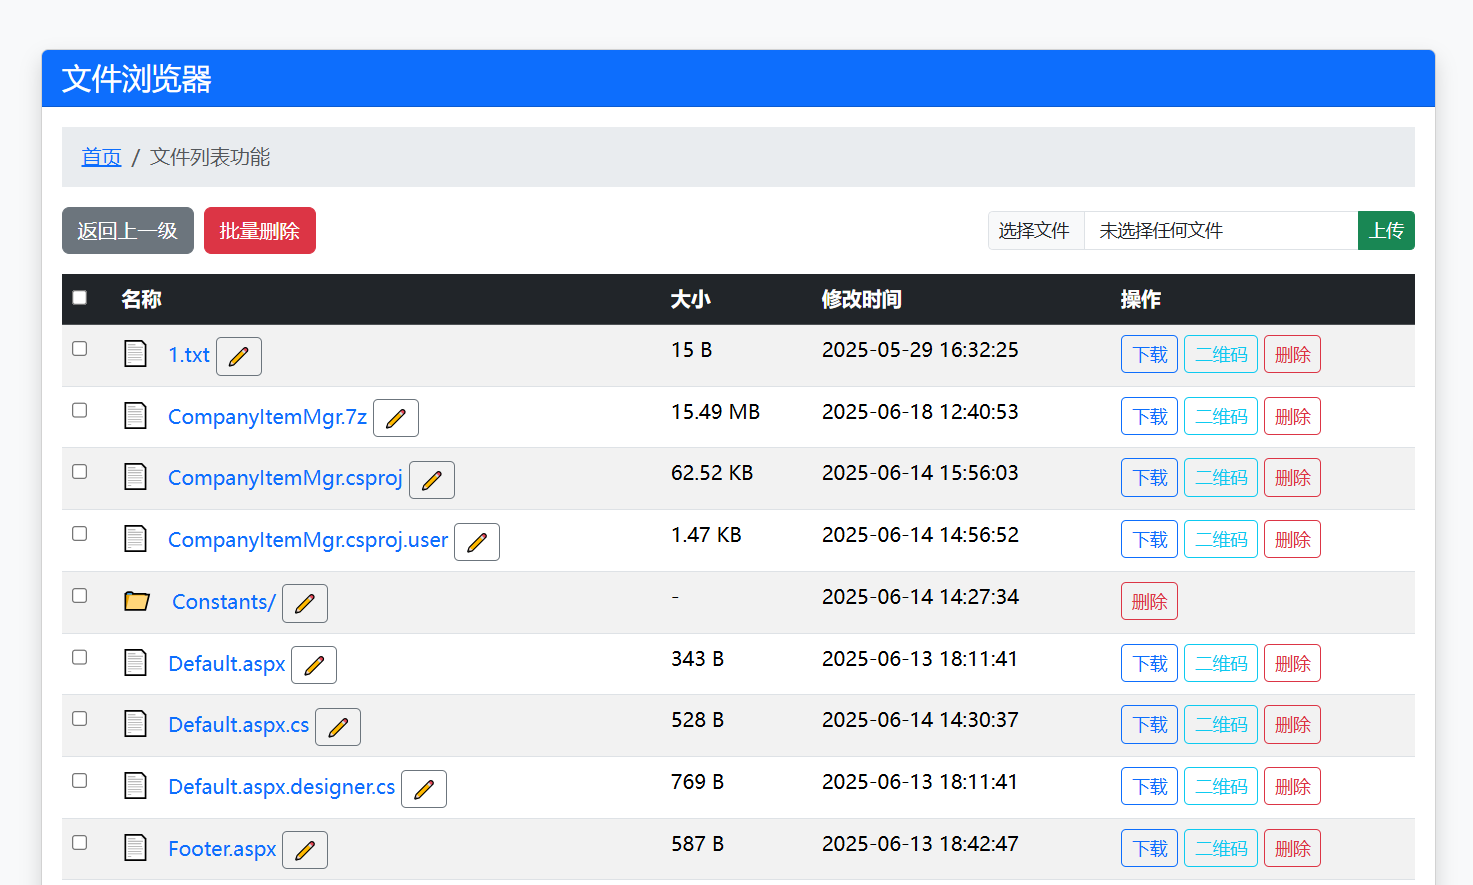 文件浏览器
首页 / 文件列表功能
返回上一级 批量删除 选择文件 未选择任何文件 上传
名称 大小 修改时间 操作
1.txt 15 B 2025-05-29 16:32:25 下载 二维码 删除
CompanyItemMgr.7z 15.49 MB 2025-06-18 12:40:53 下载 二维码 删除
CompanyItemMgr.csproj 62.52 KB 2025-06-14 15:56:03 下载 二维码 删除
CompanyItemMgr.csproj.user 1.47 KB 2025-06-14 14:56:52 下载 二维码 删除
Constants/ - 2025-06-14 14:27:34 删除
Default.aspx 343 B 2025-06-13 18:11:41 下载 二维码 删除
Default.aspx.cs 528 B 2025-06-14 14:30:37 下载 二维码 删除
Default.aspx.designer.cs 769 B 2025-06-13 18:11:41 下载 二维码 删除
Footer.aspx 587 B 2025-06-13 18:42:47 下载 二维码 删除